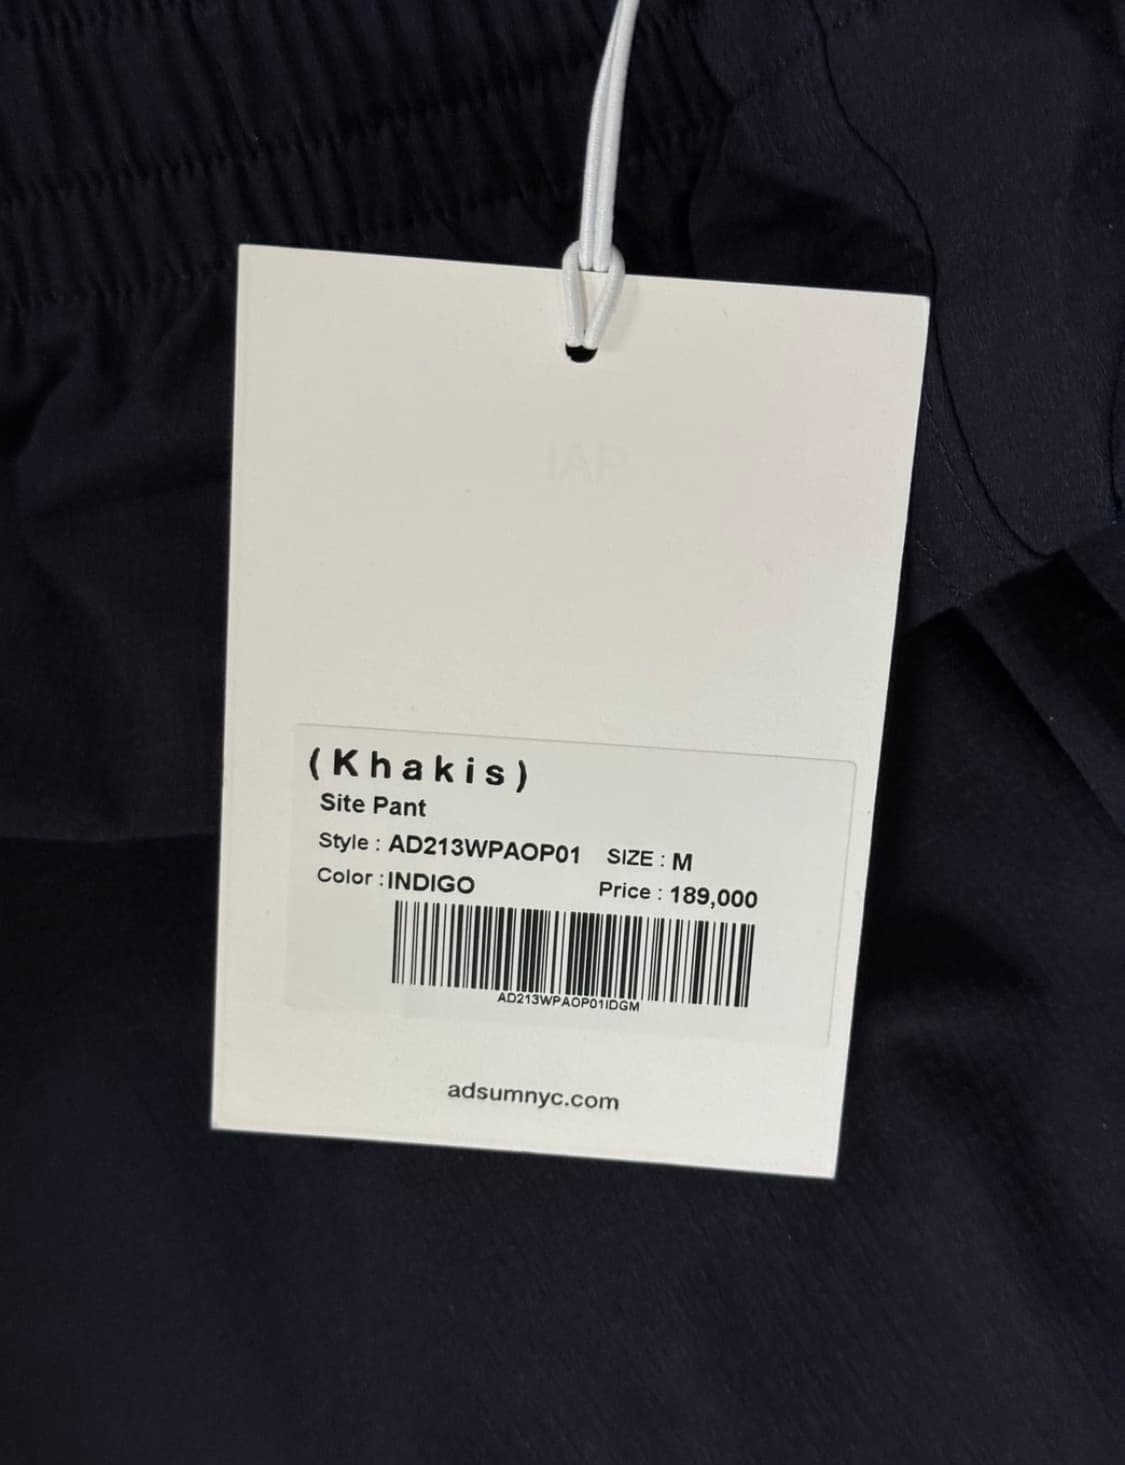 (Khakis)
Site Pant
Style : AD213WPAOP01 SIZE : M
Color :INDIGO Price : 189,000
AD213WPAOP01IDGM
adsumnyc.com